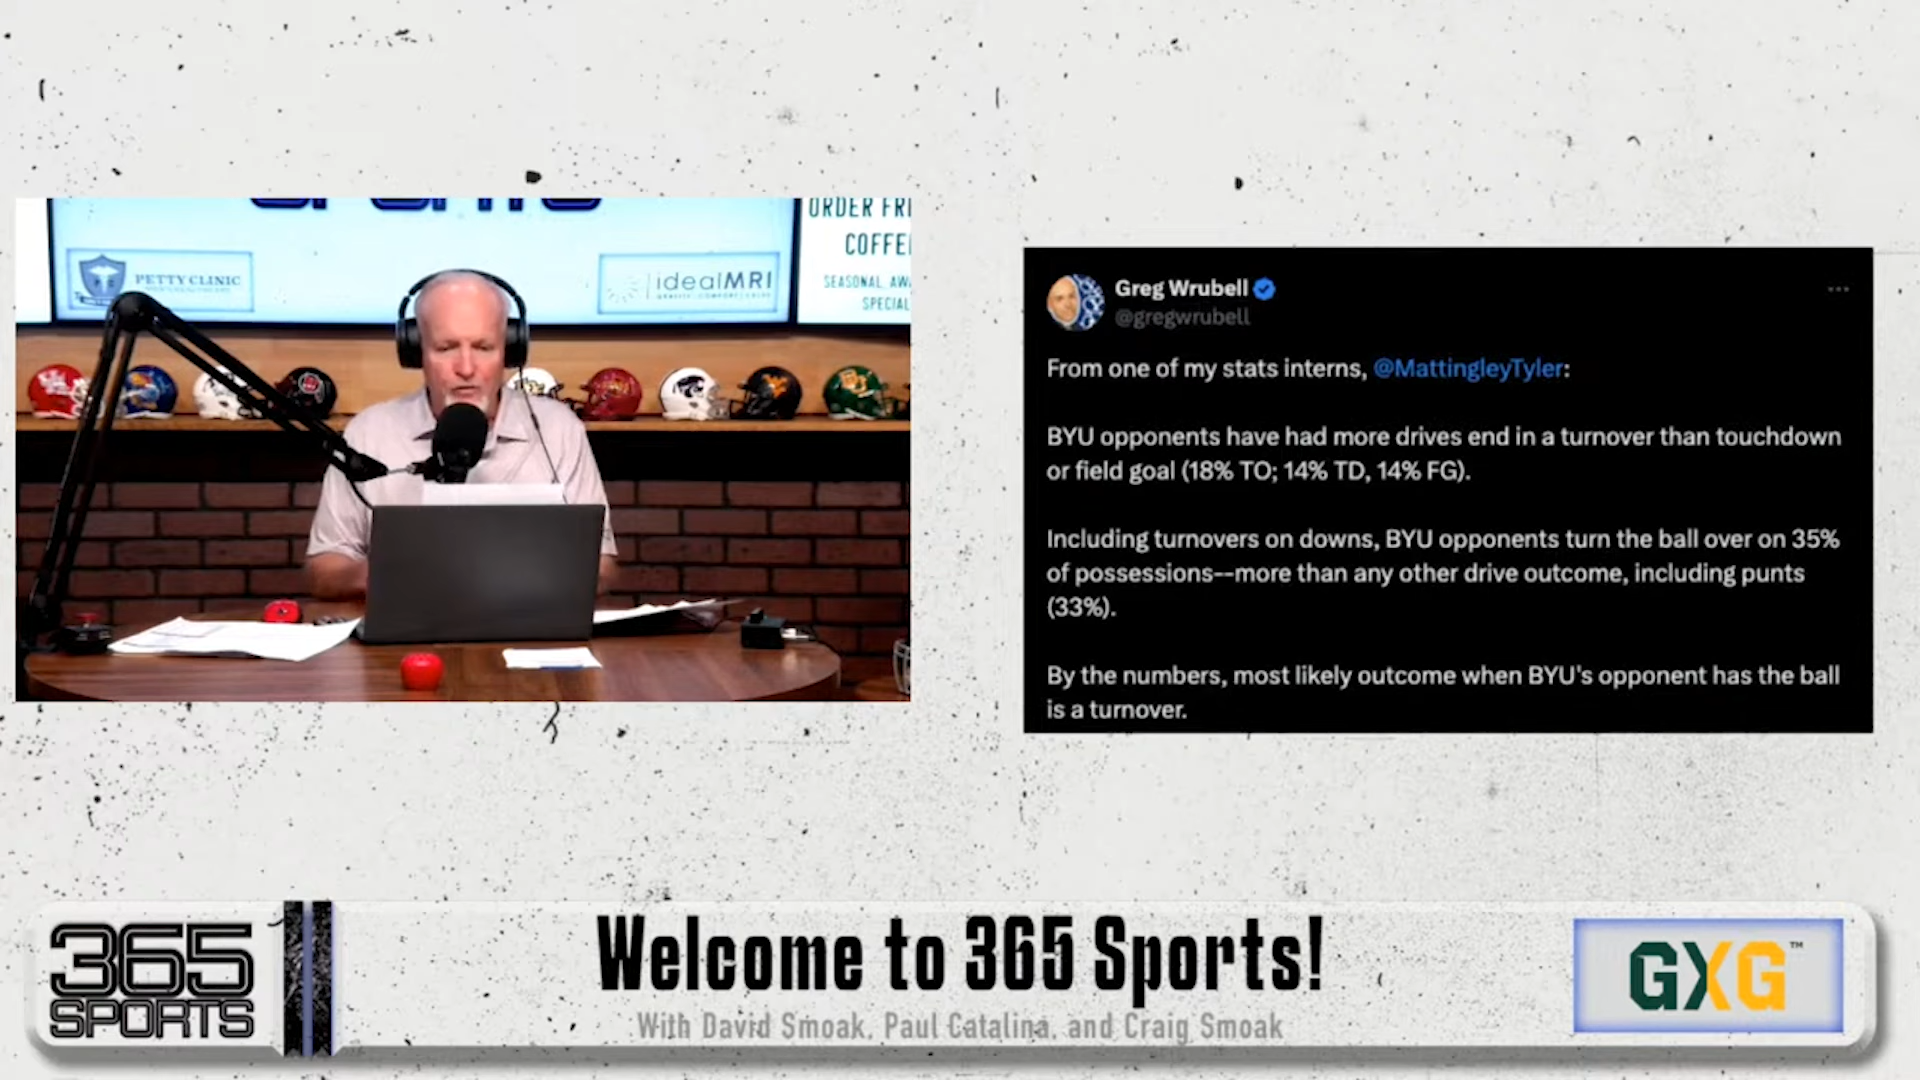 ORDER FRE
COFFEE
SEASONAL, AW
SPECIAL
PETTY CLINIC
idealMRI
Greg Wrubell
@gregwrubell
From one of my stats interns, @MattingleyTyler:
BYU opponents have had more drives end in a turnover than touchdown
or field goal (18% TO; 14% TD, 14% FG).
Including turnovers on downs, BYU opponents turn the ball over on 35%
of possessions--more than any other drive outcome, including punts
(33%).
By the numbers, most likely outcome when BYU's opponent has the ball
is a turnover.
365
SPORTS
Welcome to 365 Sports!
With David Smoak, Paul Catalina, and Craig Smoak
GXG™